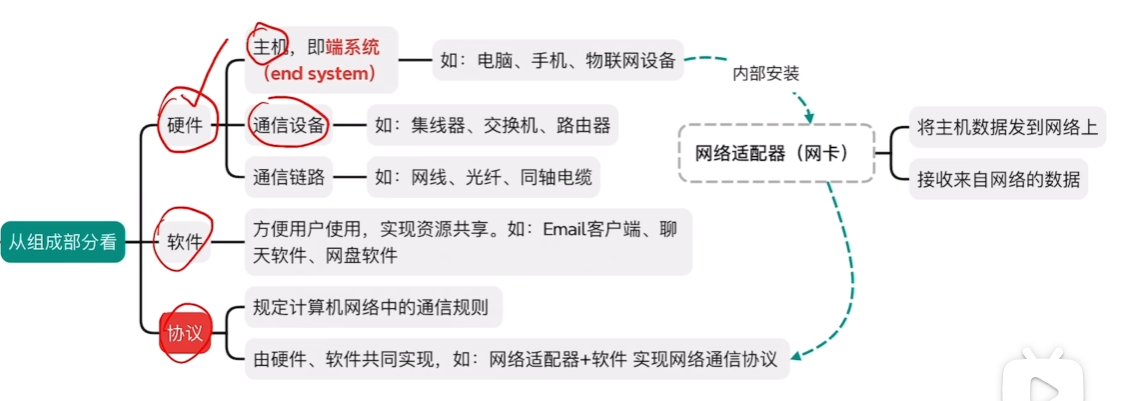 主机，即端系统
（end system）
如：电脑、手机、物联网设备
内部安装
硬件
通信设备
如：集线器、交换机、路由器
网络适配器（网卡）
将主机数据发到网络上
接收来自网络的数据
通信链路
如：网线、光纤、同轴电缆
从组成部分看
软件
方便用户使用，实现资源共享。如：Email客户端、聊
天软件、网盘软件
协议
规定计算机网络中的通信规则
由硬件、软件共同实现，如：网络适配器+软件 实现网络通信协议